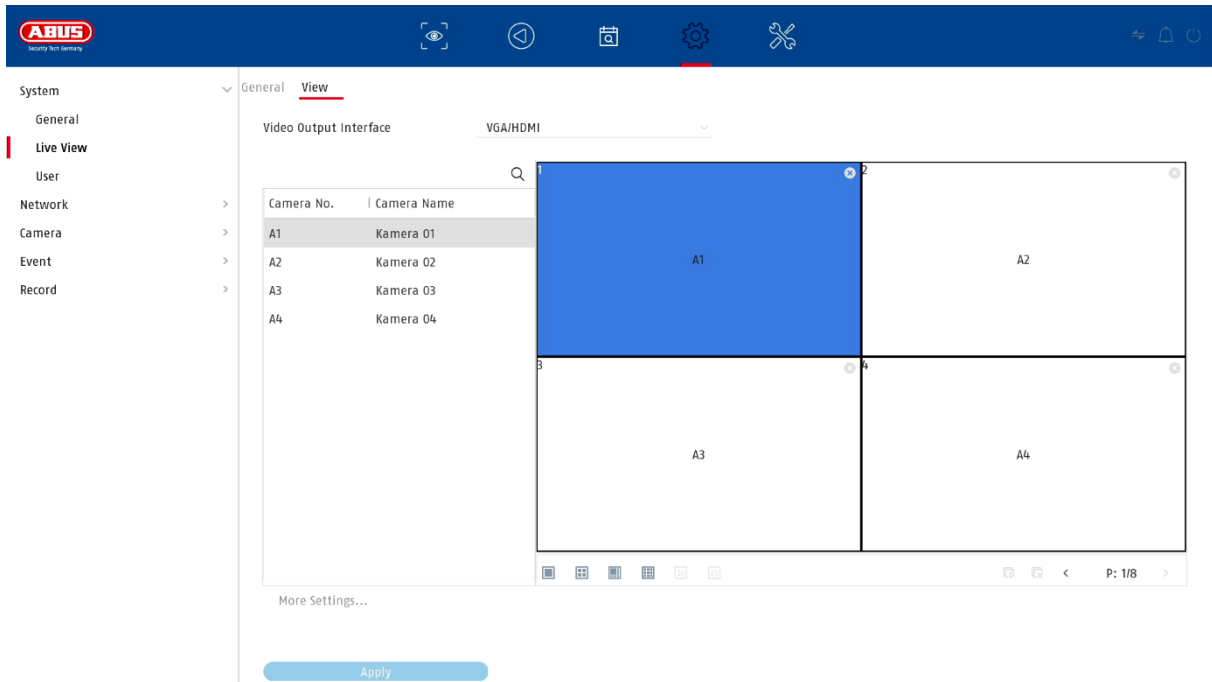 ABUS
Security Tech Germany
System
General
Live View
User
Network
Camera
Event
Record
General View
Video Output Interface VGA/HDMI
Camera No. Camera Name
A1 Kamera 01
A2 Kamera 02
A3 Kamera 03
A4 Kamera 04
1 2
A1 A2
3 4
A3 A4
P: 1/8
More Settings...
Apply